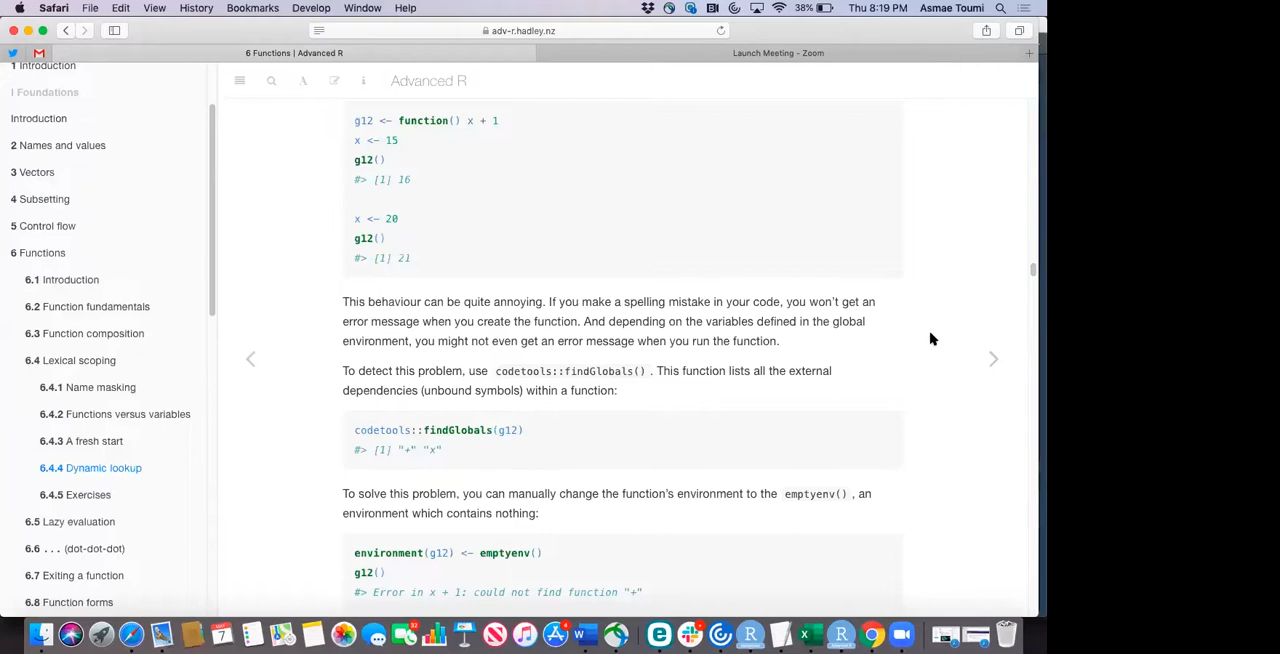 Safari File Edit View History Bookmarks Develop Window Help 38% Thu 8:19 PM Asmae Toumi
adv-r.hadley.nz
6 Functions | Advanced R
Launch Meeting - Zoom
1 Introduction
I Foundations
Introduction
2 Names and values
3 Vectors
4 Subsetting
5 Control flow
6 Functions
6.1 Introduction
6.2 Function fundamentals
6.3 Function composition
6.4 Lexical scoping
6.4.1 Name masking
6.4.2 Functions versus variables
6.4.3 A fresh start
6.4.4 Dynamic lookup
6.4.5 Exercises
6.5 Lazy evaluation
6.6 ... (dot-dot-dot)
6.7 Exiting a function
6.8 Function forms
Advanced R
g12 <- function() x + 1
x <- 15
g12()
#> [1] 16
x <- 20
g12()
#> [1] 21
This behaviour can be quite annoying. If you make a spelling mistake in your code, you won't get an
error message when you create the function. And depending on the variables defined in the global
environment, you might not even get an error message when you run the function.
To detect this problem, use codetools::findGlobals() . This function lists all the external
dependencies (unbound symbols) within a function:
codetools::findGlobals(g12)
#> [1] "+" "x"
To solve this problem, you can manually change the function's environment to the emptyenv() , an
environment which contains nothing:
environment(g12) <- emptyenv()
g12()
#> Error in x + 1: could not find function "+"